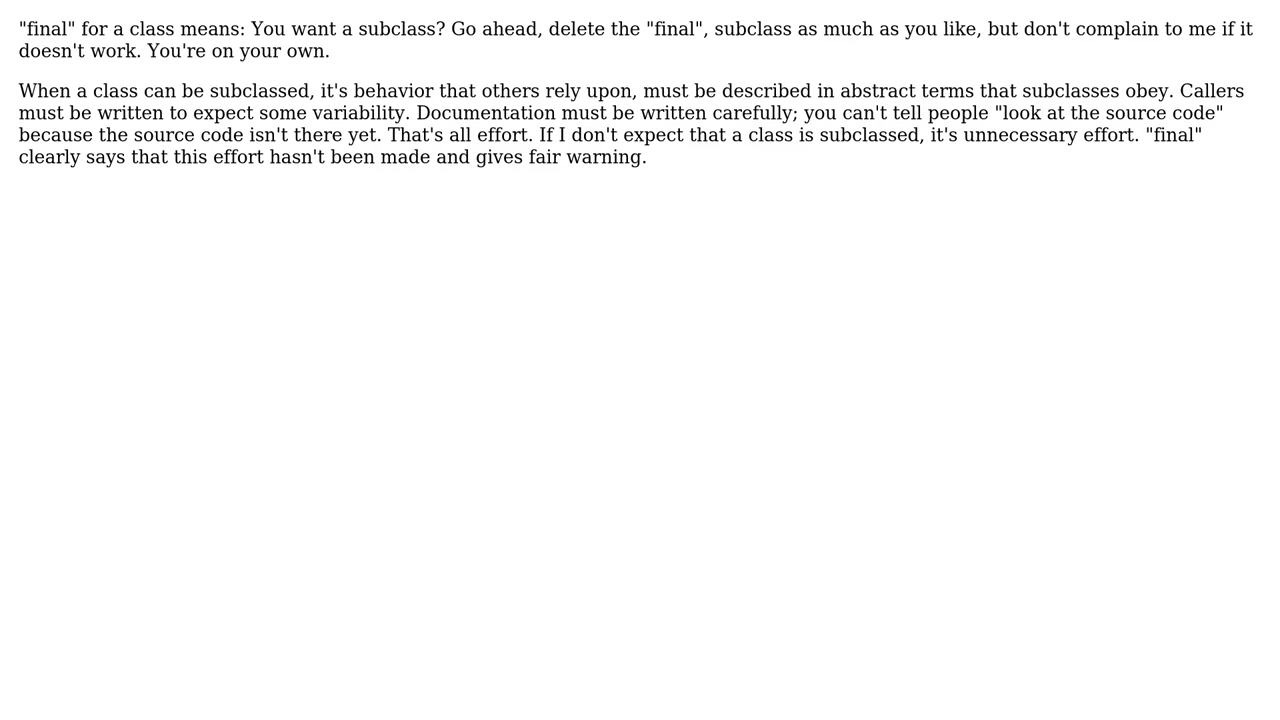 "final" for a class means: You want a subclass? Go ahead, delete the "final", subclass as much as you like, but don't complain to me if it
doesn't work. You're on your own.
When a class can be subclassed, it's behavior that others rely upon, must be described in abstract terms that subclasses obey. Callers
must be written to expect some variability. Documentation must be written carefully; you can't tell people "look at the source code"
because the source code isn't there yet. That's all effort. If I don't expect that a class is subclassed, it's unnecessary effort. "final"
clearly says that this effort hasn't been made and gives fair warning.